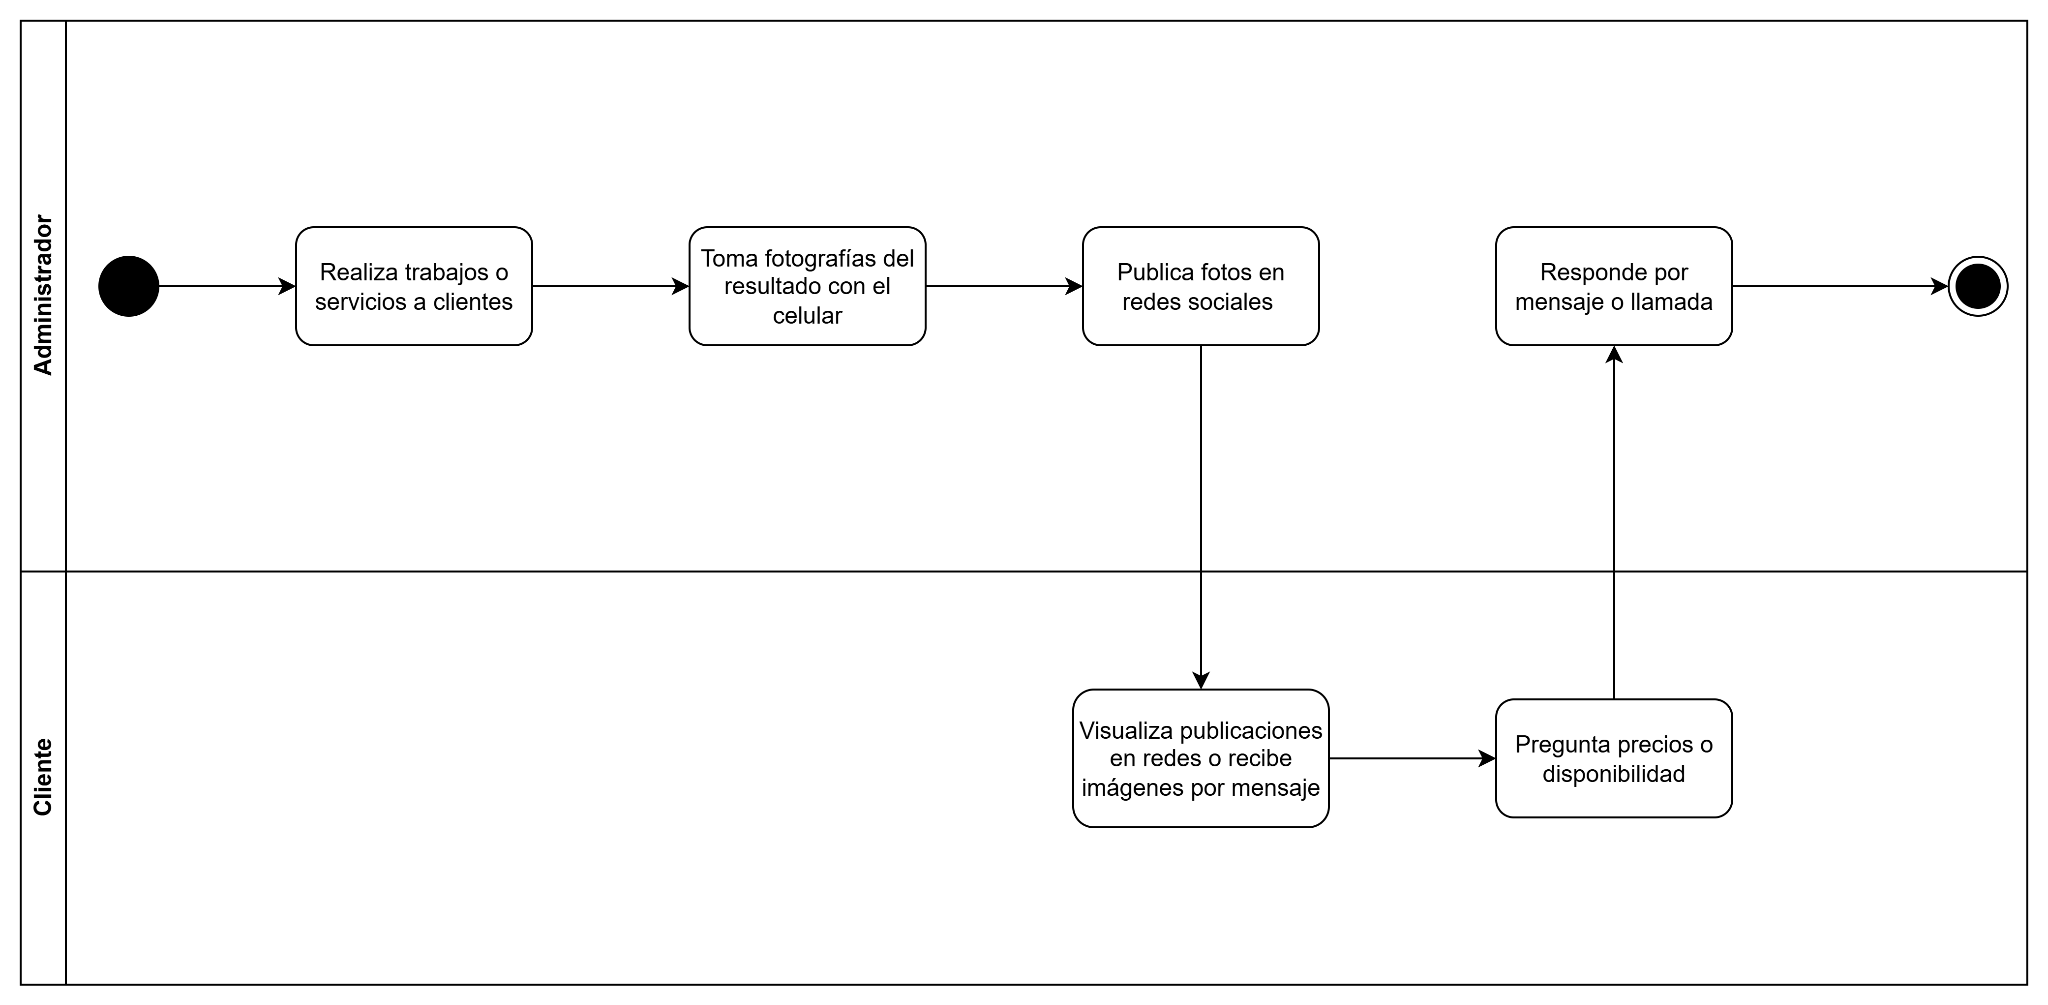 Administrador
Realiza trabajos o
servicios a clientes
Toma fotografías del
resultado con el
celular
Publica fotos en
redes sociales
Responde por
mensaje o llamada
Cliente
Visualiza publicaciones
en redes o recibe
imágenes por mensaje
Pregunta precios o
disponibilidad